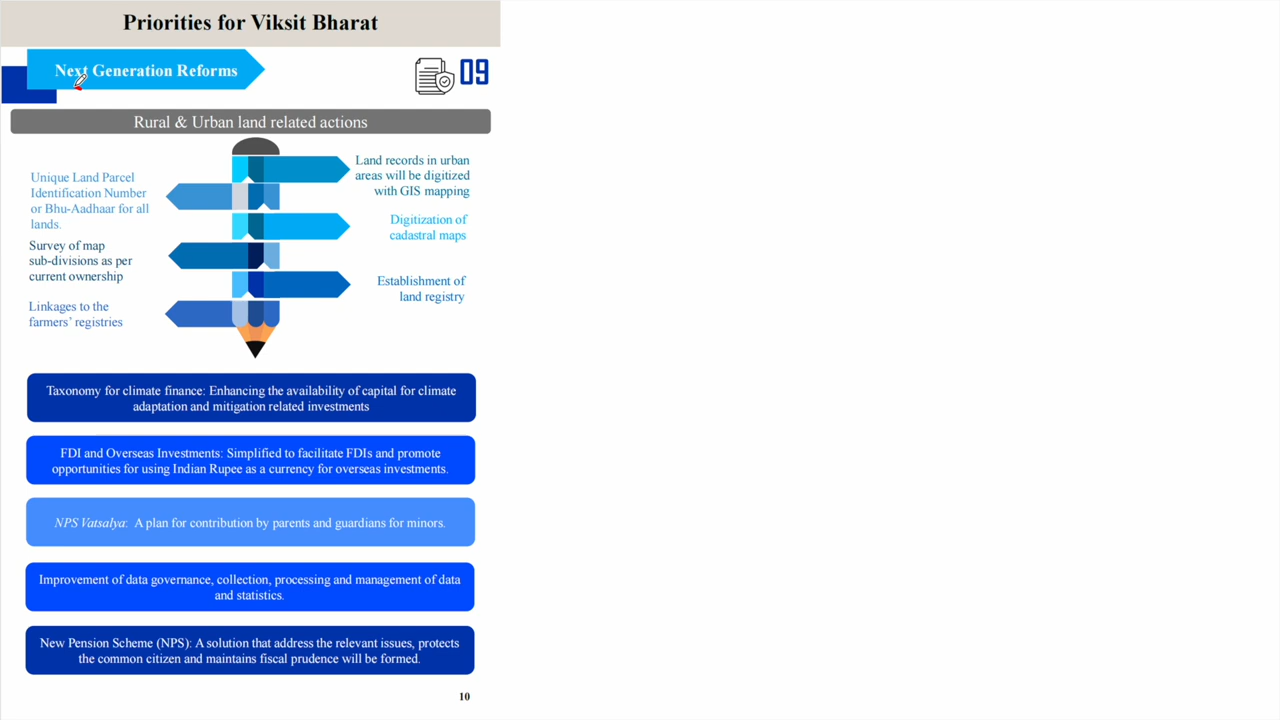 Priorities for Viksit Bharat
Next Generation Reforms
09
Rural & Urban land related actions
Unique Land Parcel
Identification Number
or Bhu-Aadhaar for all
lands.
Survey of map
sub-divisions as per
current ownership
Linkages to the
farmers’ registries
Land records in urban
areas will be digitized
with GIS mapping
Digitization of
cadastral maps
Establishment of
land registry
Taxonomy for climate finance: Enhancing the availability of capital for climate
adaptation and mitigation related investments
FDI and Overseas Investments: Simplified to facilitate FDIs and promote
opportunities for using Indian Rupee as a currency for overseas investments.
NPS Vatsalya: A plan for contribution by parents and guardians for minors.
Improvement of data governance, collection, processing and management of data
and statistics.
New Pension Scheme (NPS): A solution that address the relevant issues, protects
the common citizen and maintains fiscal prudence will be formed.
10